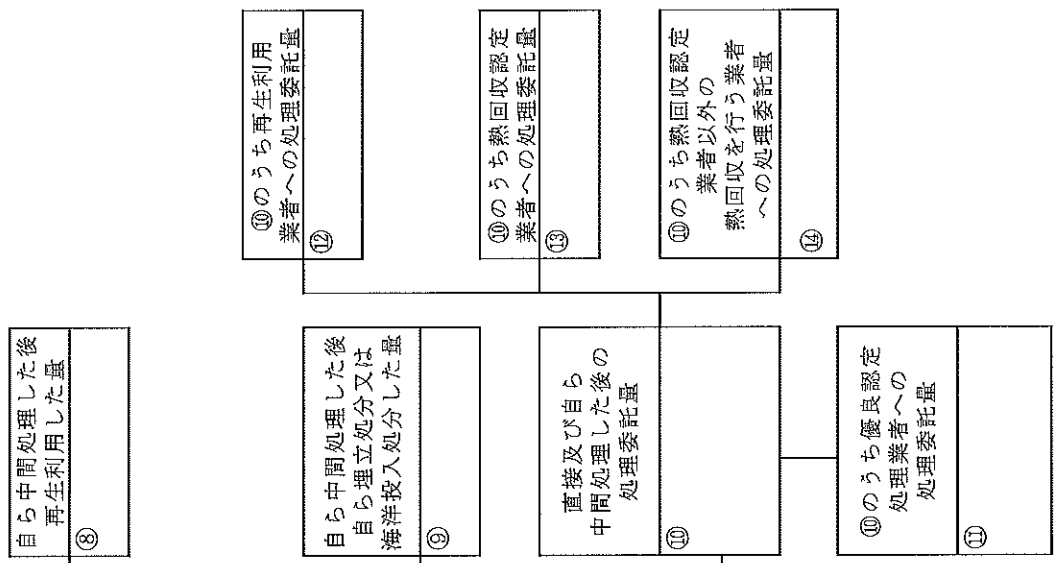 自ら中間処理した後
再生利用した量
⑧
自ら中間処理した後
自ら埋立処分又は
海洋投入処分した量
⑨
直接及び自ら
中間処理した後の
処理委託量
⑩
⑩のうち優良認定
処理業者への
処理委託量
⑪
⑩のうち再生利用
業者への処理委託量
⑫
⑩のうち熱回収認定
業者への処理委託量
⑬
⑩のうち熱回収認定
業者以外の
熱回収を行う業者
への処理委託量
⑭